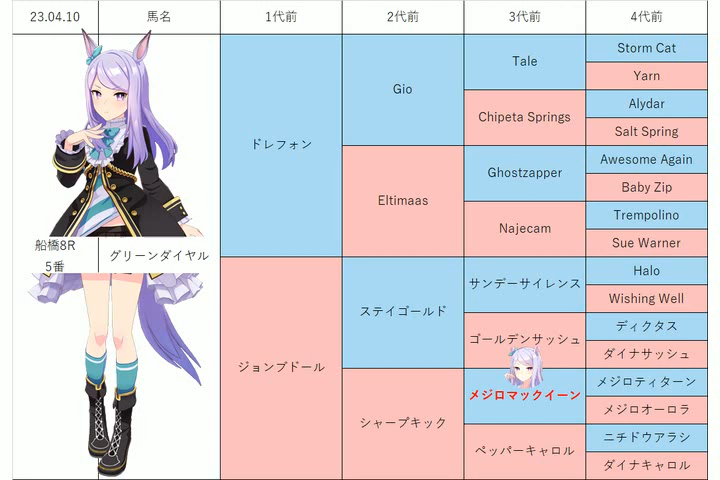 23.04.10 馬名 1代前 2代前 3代前 4代前
船橋8R
5番
グリーンダイヤル
ドレフォン
ジョンブドール
Gio
Eltimaas
ステイゴールド
シャープキック
Tale
Chipeta Springs
Ghostzapper
Najecam
サンデーサイレンス
ゴールデンサッシュ
メジロマックイーン
ペッパーキャロル
Storm Cat
Yarn
Alydar
Salt Spring
Awesome Again
Baby Zip
Trempolino
Sue Warner
Halo
Wishing Well
ディクタス
ダイナサッシュ
メジロティターン
メジロオーロラ
ニチドウアラシ
ダイナキャロル